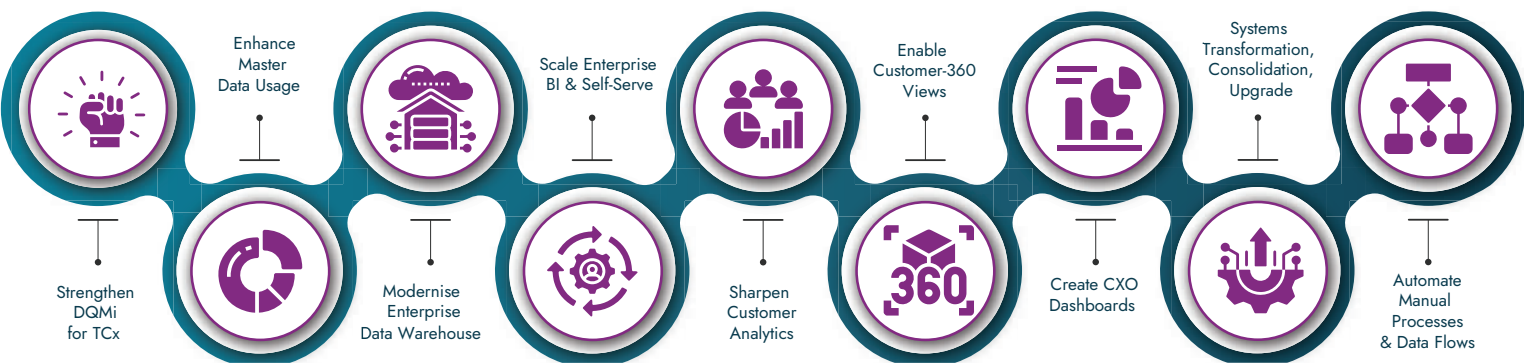 Strengthen
DQMi
for TCx
Enhance
Master
Data Usage
Modernise
Enterprise
Data Warehouse
Scale Enterprise
BI & Self-Serve
Sharpen
Customer
Analytics
Enable
Customer-360
Views
360
Create CXO
Dashboards
Systems
Transformation,
Consolidation,
Upgrade
Automate
Manual
Processes
& Data Flows